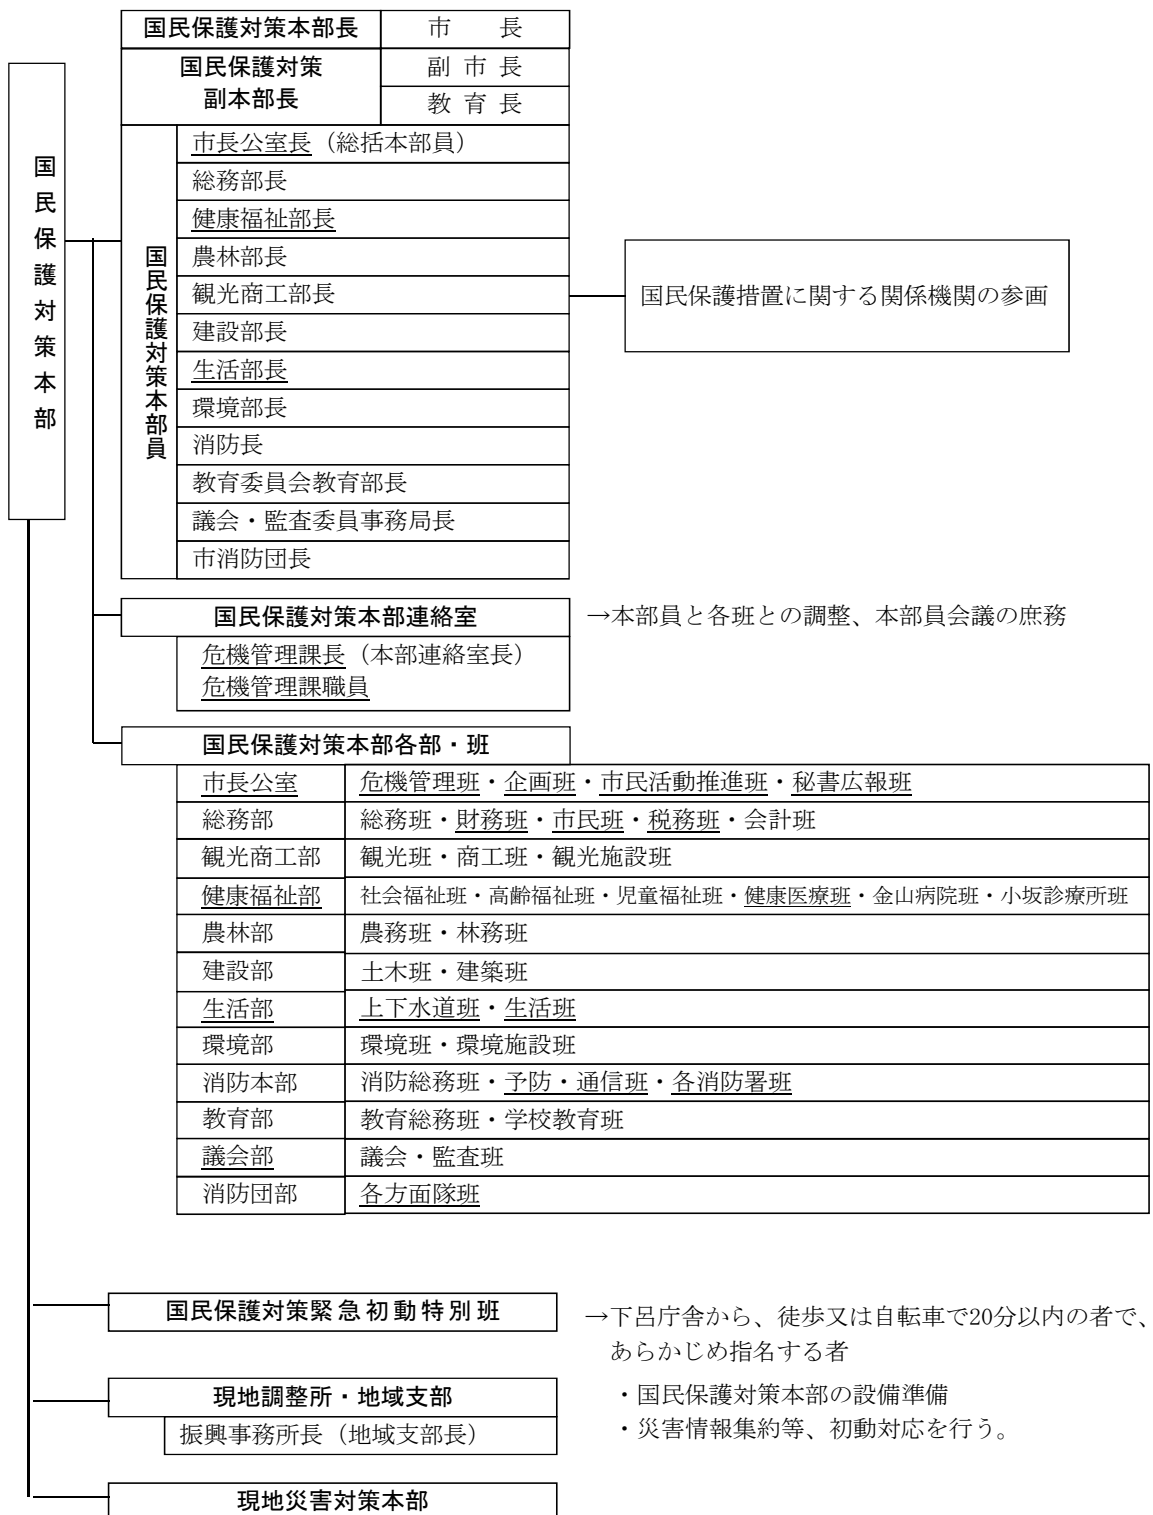 国民保護対策本部
国民保護対策本部長 市 長
国民保護対策
副本部長
副 市 長
教 育 長
国民保護対策本部員
市長公室長（総括本部員）
総務部長
健康福祉部長
農林部長
観光商工部長
建設部長
生活部長
環境部長
消防長
教育委員会教育部長
議会・監査委員事務局長
市消防団長
国民保護措置に関する関係機関の参画
国民保護対策本部連絡室 →本部員と各班との調整、本部員会議の庶務
危機管理課長（本部連絡室長）
危機管理課職員
国民保護対策本部各部・班
市長公室 危機管理班・企画班・市民活動推進班・秘書広報班
総務部 総務班・財務班・市民班・税務班・会計班
観光商工部 観光班・商工班・観光施設班
健康福祉部 社会福祉班・高齢福祉班・児童福祉班・健康医療班・金山病院班・小坂診療所班
農林部 農務班・林務班
建設部 土木班・建築班
生活部 上下水道班・生活班
環境部 環境班・環境施設班
消防本部 消防総務班・予防・通信班・各消防署班
教育部 教育総務班・学校教育班
議会部 議会・監査班
消防団部 各方面隊班
国民保護対策緊急初動特別班 →下呂庁舎から、徒歩又は自転車で20分以内の者で、
あらかじめ指名する者
・国民保護対策本部の設備準備
・災害情報集約等、初動対応を行う。
現地調整所・地域支部
振興事務所長（地域支部長）
現地災害対策本部